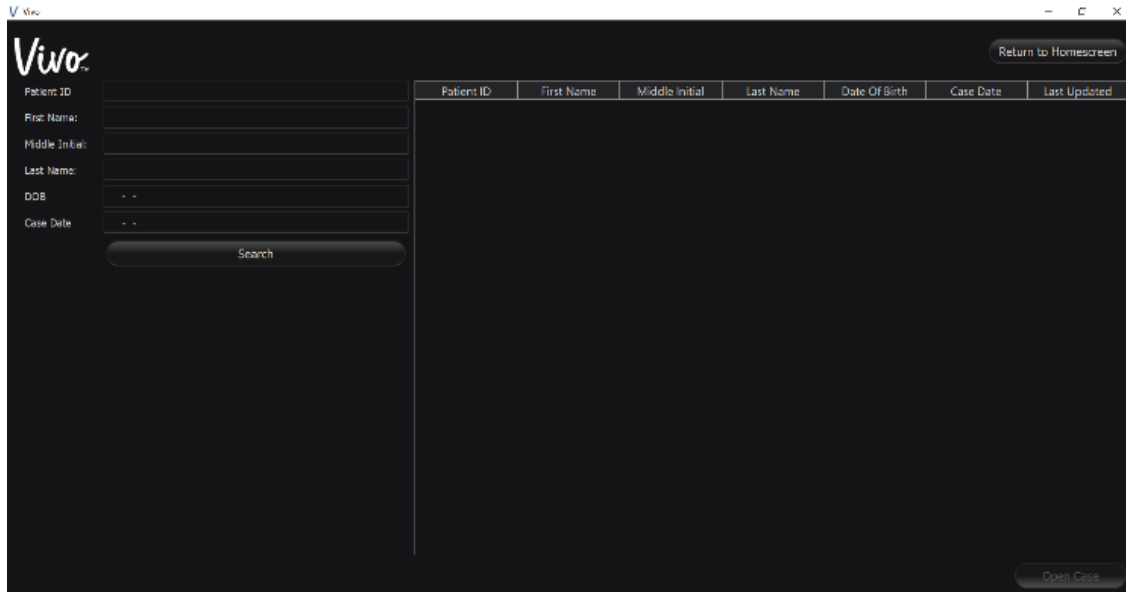 Vivo
Vivo™
Return to Homescreen
Patient ID
First Name:
Middle Initial:
Last Name:
DOB
- -
Case Date
- -
Search
Patient ID First Name Middle Initial Last Name Date Of Birth Case Date Last Updated
Open Case